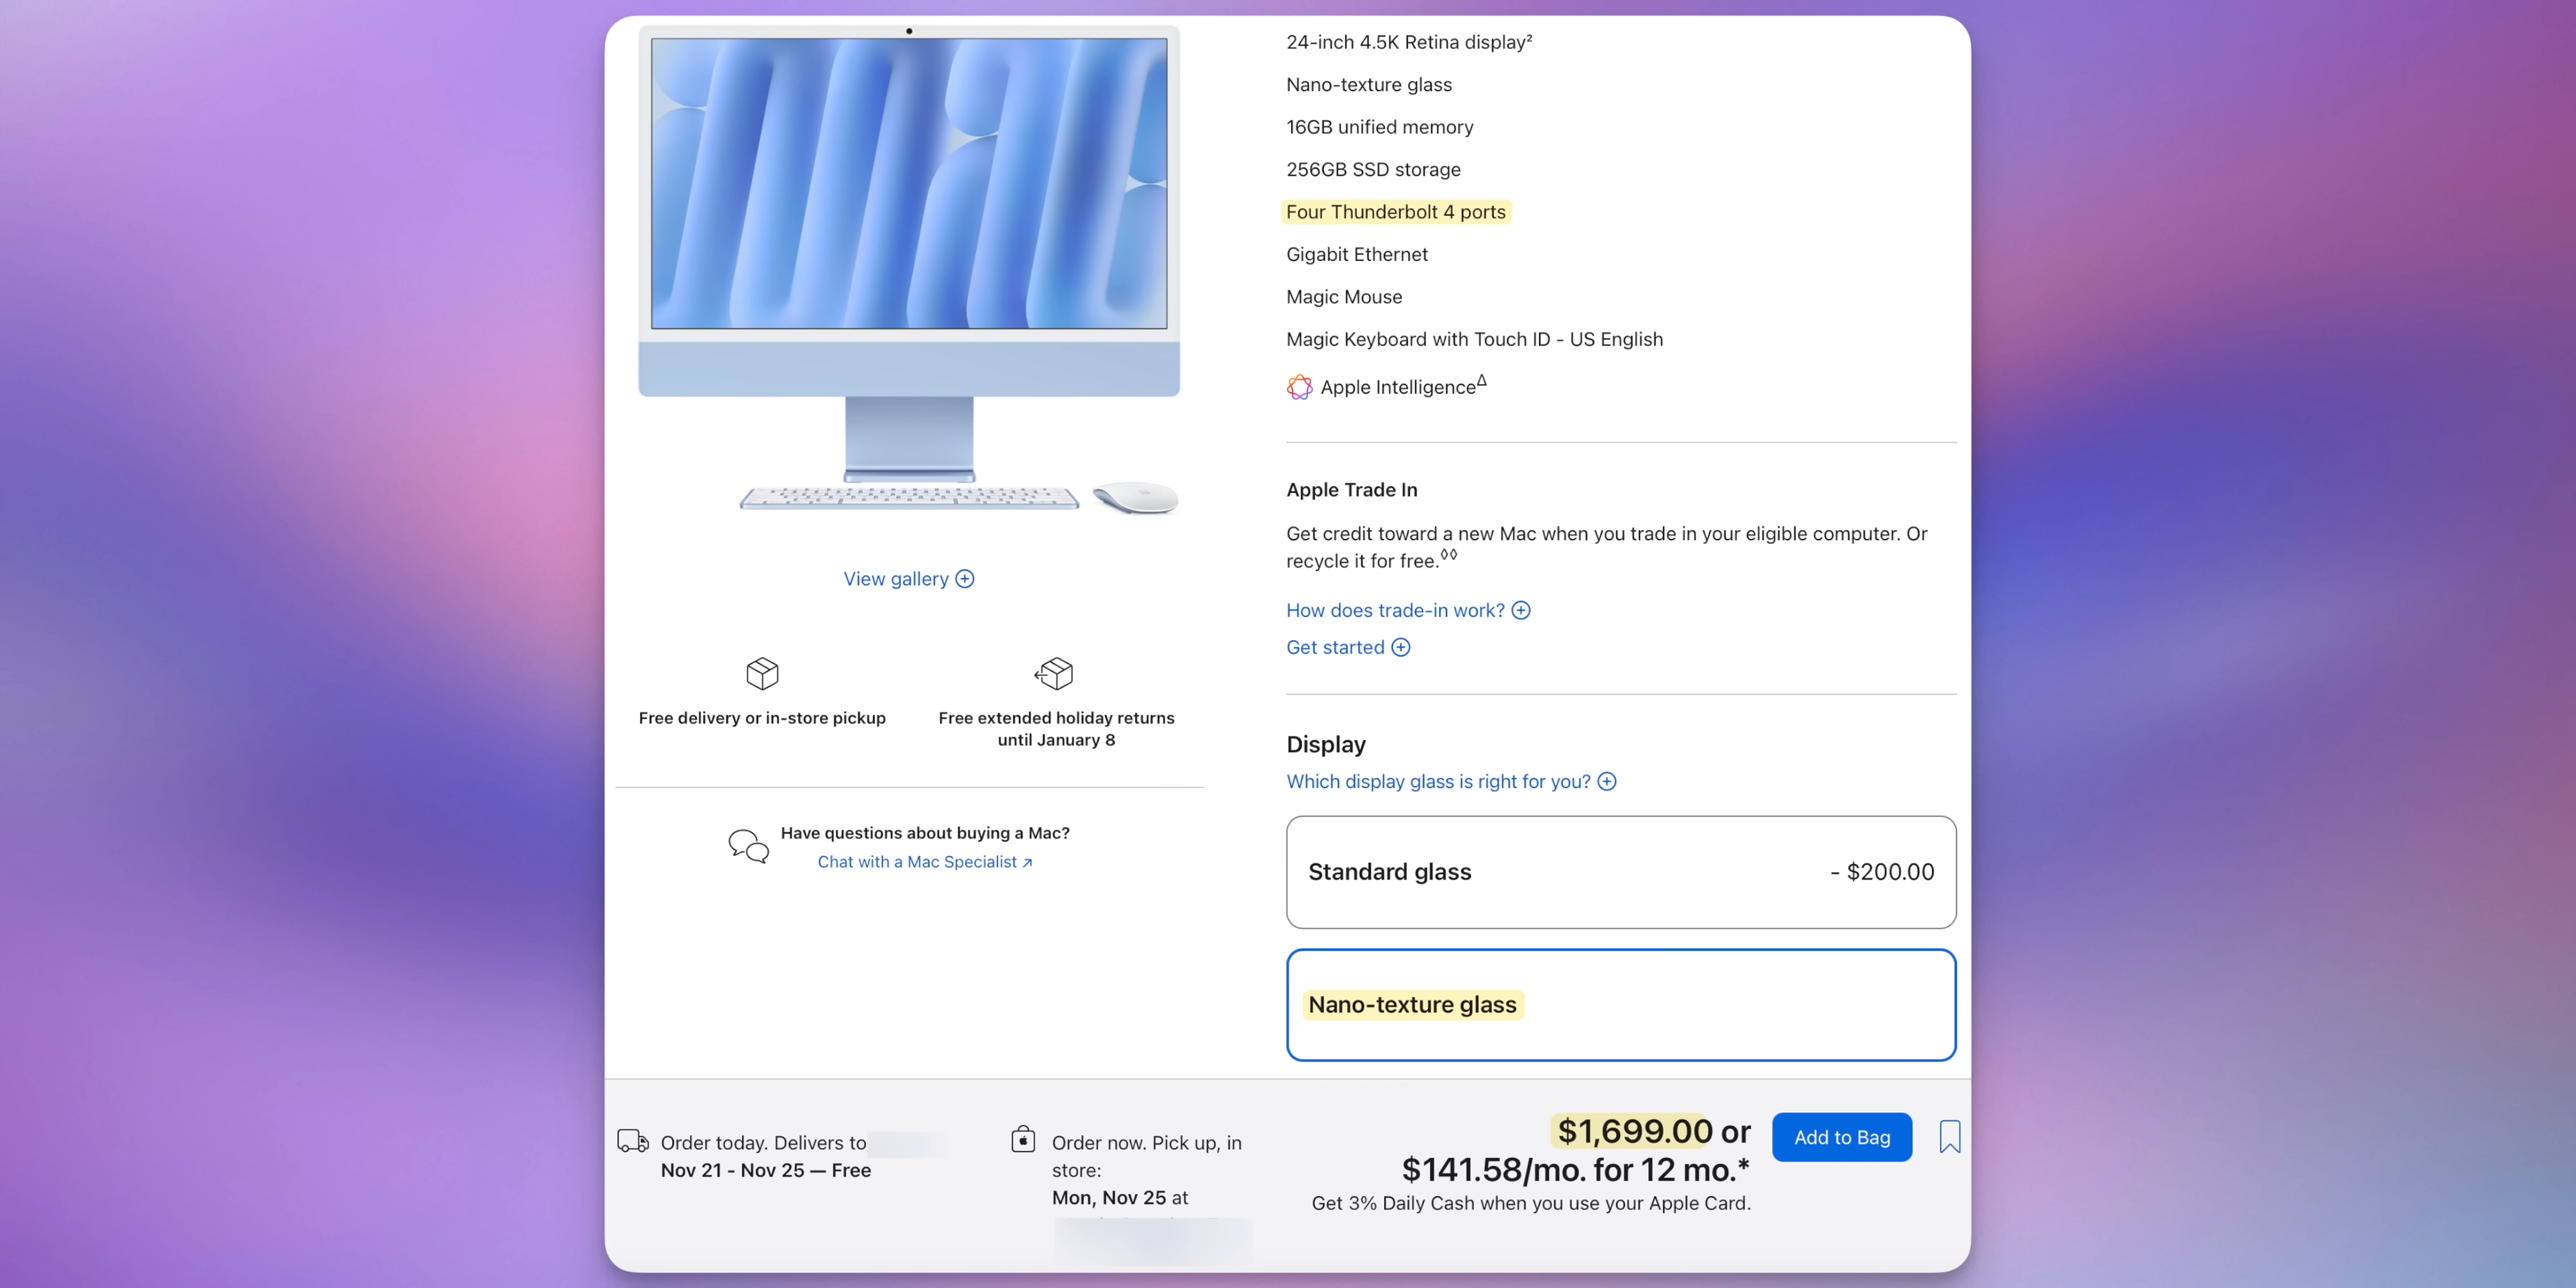 24-inch 4.5K Retina display²
Nano-texture glass
16GB unified memory
256GB SSD storage
Four Thunderbolt 4 ports
Gigabit Ethernet
Magic Mouse
Magic Keyboard with Touch ID - US English
Apple IntelligenceΔ
Apple Trade In
Get credit toward a new Mac when you trade in your eligible computer. Or
recycle it for free.◊◊
How does trade-in work?
Get started
View gallery
Free delivery or in-store pickup
Free extended holiday returns
until January 8
Have questions about buying a Mac?
Chat with a Mac Specialist ↗
Display
Which display glass is right for you?
Standard glass - $200.00
Nano-texture glass
Order today. Delivers to
Nov 21 - Nov 25 — Free
Order now. Pick up, in
store:
Mon, Nov 25 at
$1,699.00 or
$141.58/mo. for 12 mo.*
Get 3% Daily Cash when you use your Apple Card.
Add to Bag